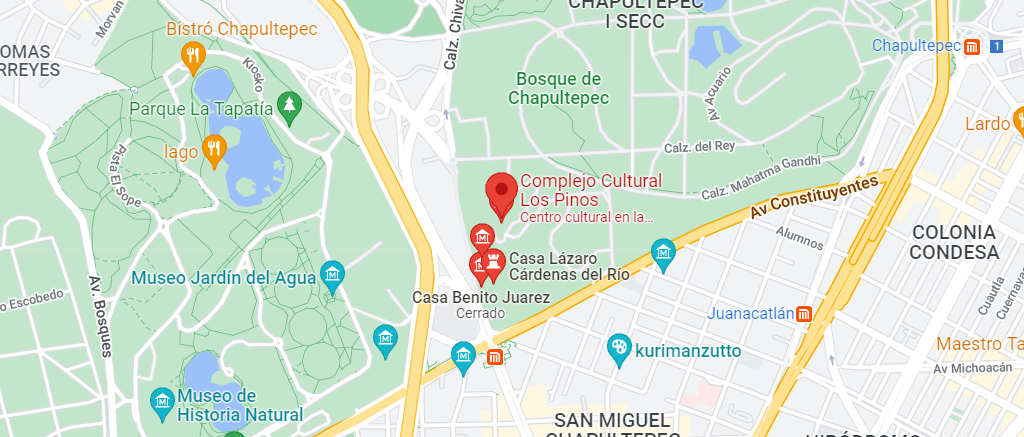 CHAPULTEPEC
I SECC
Bistró Chapultepec
Morvan
Calz. Chiva
Chapultepec
1
OMAS
RREYES
Kiosko
Bosque de
Chapultepec
Av Acuario
Parque La Tapatía
Lardo
lago
Calz. del Rey
Pista El Sope
Calz. Mahatma Gandhi
Complejo Cultural
Los Pinos
Centro cultural en la...
Av Constituyentes
Alumnos
COLONIA
CONDESA
Casa Lázaro
Cárdenas del Río
Museo Jardín del Agua
Av. Bosques
o Escobedo
Casa Benito Juarez
Cerrado
Cuautla
Cuernava
Juanacatlán
kurimanzutto
Maestro Ta
Av Michoacán
Museo de
Historia Natural
SAN MIGUEL
CHAPULTEPEC
HIPÓDROMO